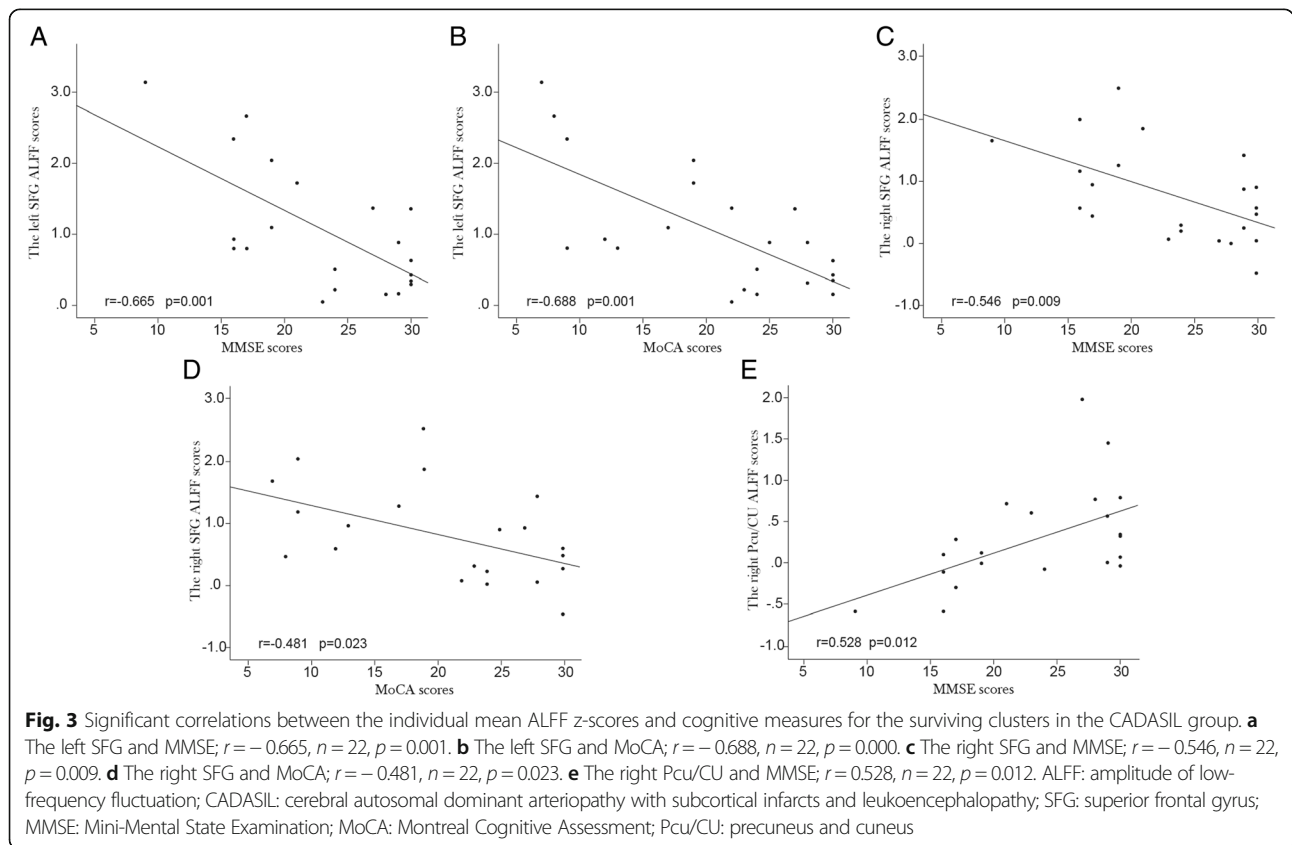 A
The left SFG ALFF scores
3.0
2.0
1.0
.0
r=-0.665 p=0.001
5 10 15 20 25 30
MMSE scores
B
The left SFG ALFF scores
3.0
2.0
1.0
.0
r=-0.688 p=0.001
5 10 15 20 25 30
MoCA scores
C
The right SFG ALFF scores
3.0
2.0
1.0
.0
-1.0
r=-0.546 p=0.009
5 10 15 20 25 30
MMSE scores
D
The right SFG ALFF scores
3.0
2.0
1.0
.0
-1.0
r=-0.481 p=0.023
5 10 15 20 25 30
MoCA scores
E
The right Pcu/CU ALFF scores
2.0
1.5
1.0
.5
.0
-.5
-1.0
r=0.528 p=0.012
5 10 15 20 25 30
MMSE scores
Fig. 3 Significant correlations between the individual mean ALFF z-scores and cognitive measures for the surviving clusters in the CADASIL group. a
The left SFG and MMSE; r = − 0.665, n = 22, p = 0.001. b The left SFG and MoCA; r = − 0.688, n = 22, p = 0.000. c The right SFG and MMSE; r = − 0.546, n = 22,
p = 0.009. d The right SFG and MoCA; r = − 0.481, n = 22, p = 0.023. e The right Pcu/CU and MMSE; r = 0.528, n = 22, p = 0.012. ALFF: amplitude of low-
frequency fluctuation; CADASIL: cerebral autosomal dominant arteriopathy with subcortical infarcts and leukoencephalopathy; SFG: superior frontal gyrus;
MMSE: Mini-Mental State Examination; MoCA: Montreal Cognitive Assessment; Pcu/CU: precuneus and cuneus